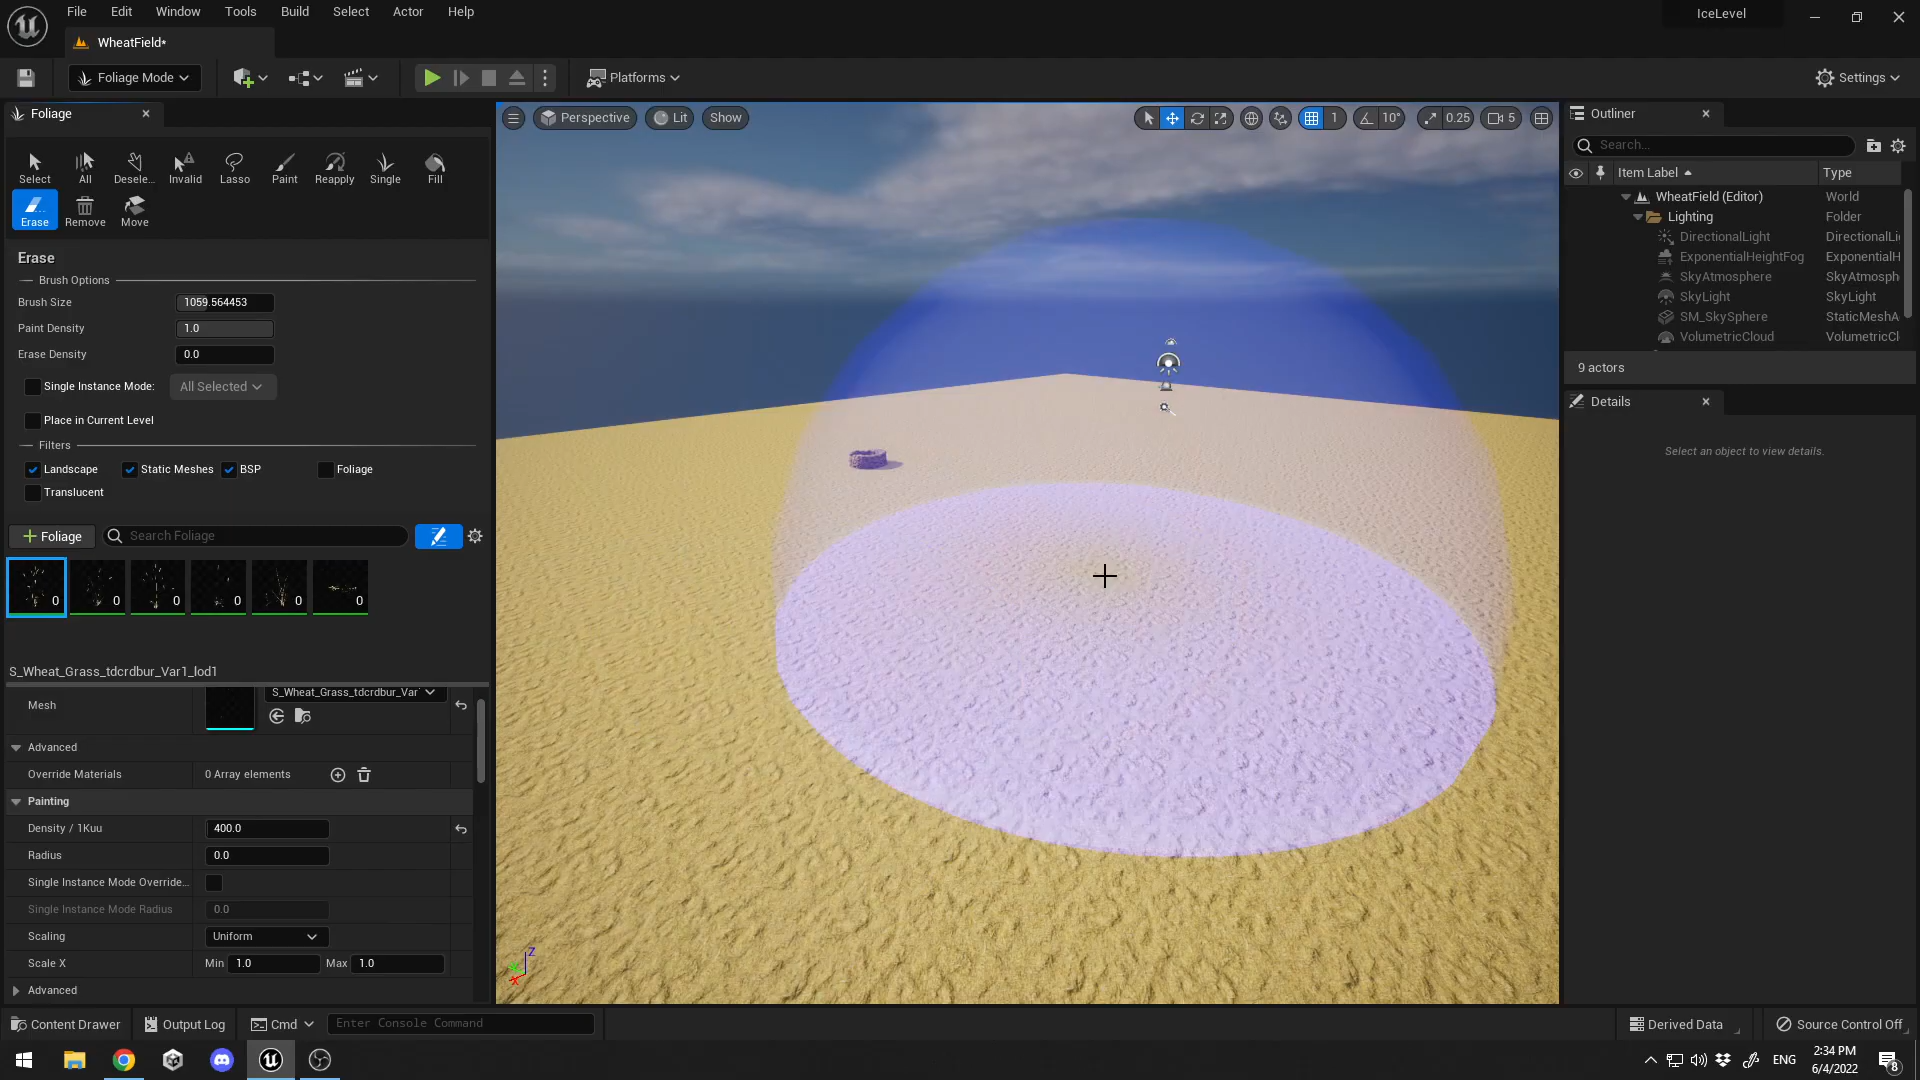 File Edit Window Tools Build Select Actor Help
IceLevel
WheatField*
Foliage Mode
Platforms
Settings
Foliage
Perspective Lit Show
1 10° 0.25 5
Outliner
Search...
Item Label Type
Select All Desele... Invalid Lasso Paint Reapply Single Fill
Erase Remove Move
WheatField (Editor) World
Lighting Folder
DirectionalLight DirectionalLi
ExponentialHeightFog ExponentialH
SkyAtmosphere SkyAtmosph
SkyLight SkyLight
SM_SkySphere StaticMeshA
VolumetricCloud VolumetricCl
9 actors
Details
Select an object to view details.
Erase
Brush Options
Brush Size 1059.564453
Paint Density 1.0
Erase Density 0.0
Single Instance Mode: All Selected
Place in Current Level
Filters
Landscape Static Meshes BSP Foliage
Translucent
Foliage Search Foliage
0 0 0 0 0 0
S_Wheat_Grass_tdcrdbur_Var1_lod1
Mesh S_Wheat_Grass_tdcrdbur_Var
Advanced
Override Materials 0 Array elements
Painting
Density / 1Kuu 400.0
Radius 0.0
Single Instance Mode Override...
Single Instance Mode Radius 0.0
Scaling Uniform
Scale X Min 1.0 Max 1.0
Advanced
Z
X
Content Drawer Output Log Cmd Enter Console Command
Derived Data Source Control Off
ENG
2:34 PM
6/4/2022
8